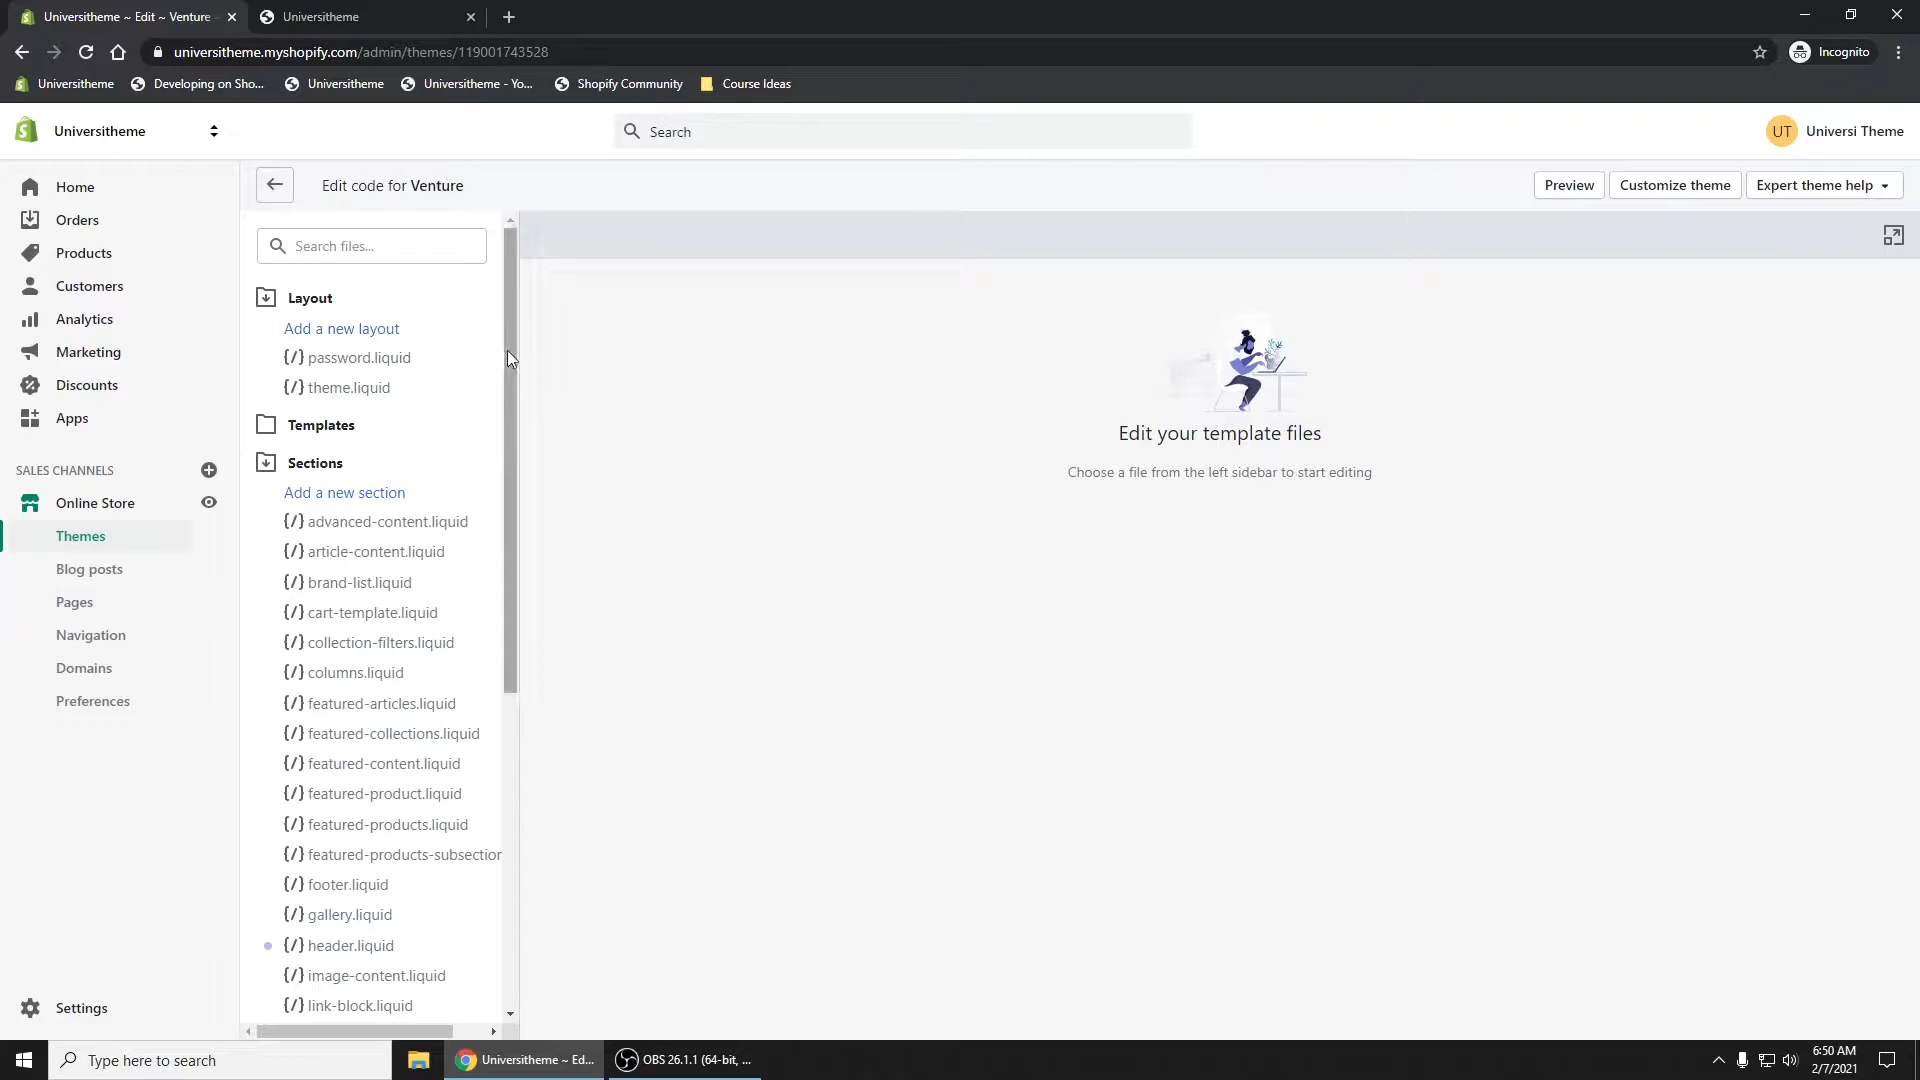 Universitheme ~ Edit ~ Venture
Universitheme
universitheme.myshopify.com/admin/themes/119001743528
Incognito
Universitheme
Developing on Sho...
Universitheme
Universitheme - Yo...
Shopify Community
Course Ideas
Universitheme
Search
UT
Universi Theme
Home
Orders
Products
Customers
Analytics
Marketing
Discounts
Apps
SALES CHANNELS
Online Store
Themes
Blog posts
Pages
Navigation
Domains
Preferences
Settings
Edit code for Venture
Preview
Customize theme
Expert theme help
Search files...
Layout
Add a new layout
{/} password.liquid
{/} theme.liquid
Templates
Sections
Add a new section
{/} advanced-content.liquid
{/} article-content.liquid
{/} brand-list.liquid
{/} cart-template.liquid
{/} collection-filters.liquid
{/} columns.liquid
{/} featured-articles.liquid
{/} featured-collections.liquid
{/} featured-content.liquid
{/} featured-product.liquid
{/} featured-products.liquid
{/} featured-products-subsection
{/} footer.liquid
{/} gallery.liquid
{/} header.liquid
{/} image-content.liquid
{/} link-block.liquid
Edit your template files
Choose a file from the left sidebar to start editing
Type here to search
Universitheme ~ Ed...
OBS 26.1.1 (64-bit, ...
6:50 AM
2/7/2021